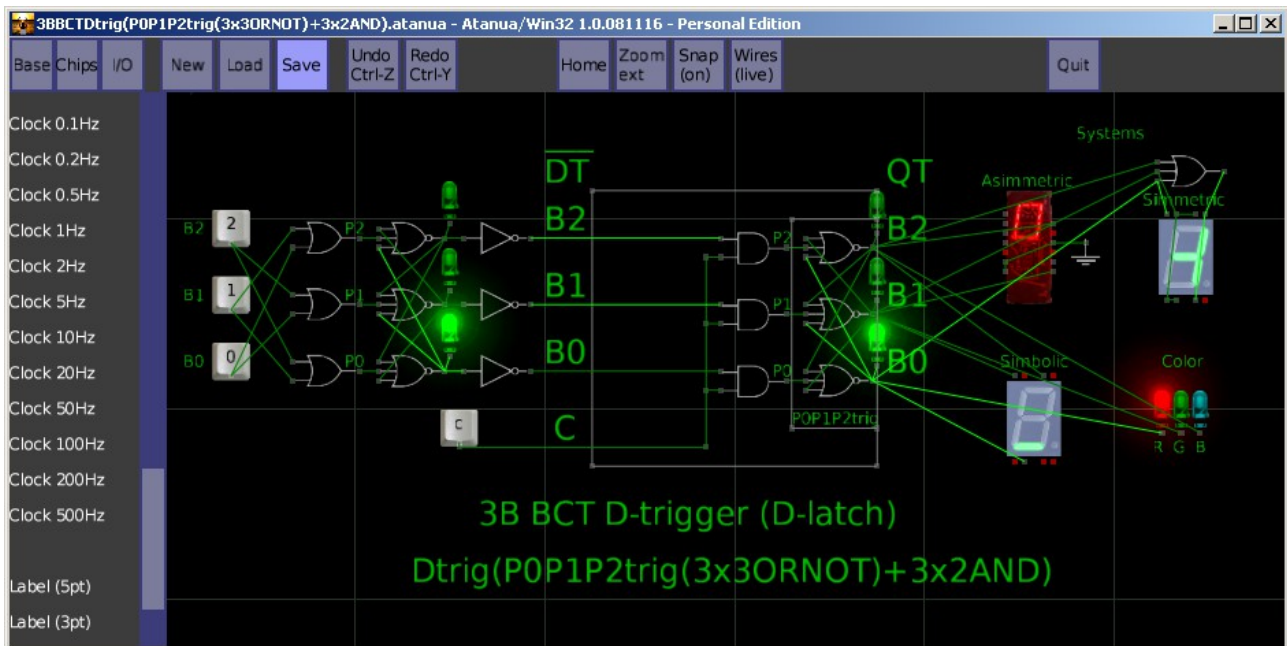 3BBCTDtrig(P0P1P2trig(3x3ORNOT)+3x2AND).atanua - Atanua/Win32 1.0.081116 - Personal Edition
Base Chips I/O New Load Save Undo Ctrl-Z Redo Ctrl-Y Home Zoom ext Snap (on) Wires (live) Quit
Clock 0.1Hz
Clock 0.2Hz
Clock 0.5Hz
Clock 1Hz
Clock 2Hz
Clock 5Hz
Clock 10Hz
Clock 20Hz
Clock 50Hz
Clock 100Hz
Clock 200Hz
Clock 500Hz
Label (5pt)
Label (3pt)
Systems
DT QT
Asimmetric
Simmetric
B2 2 P2 B2 P2 B2
B1 1 P1 B1 P1 B1
B0 0 P0 B0 P0 B0
Simbolic Color
C C
P0P1P2trig
R G B
3B BCT D-trigger (D-latch)
Dtrig(P0P1P2trig(3x3ORNOT)+3x2AND)